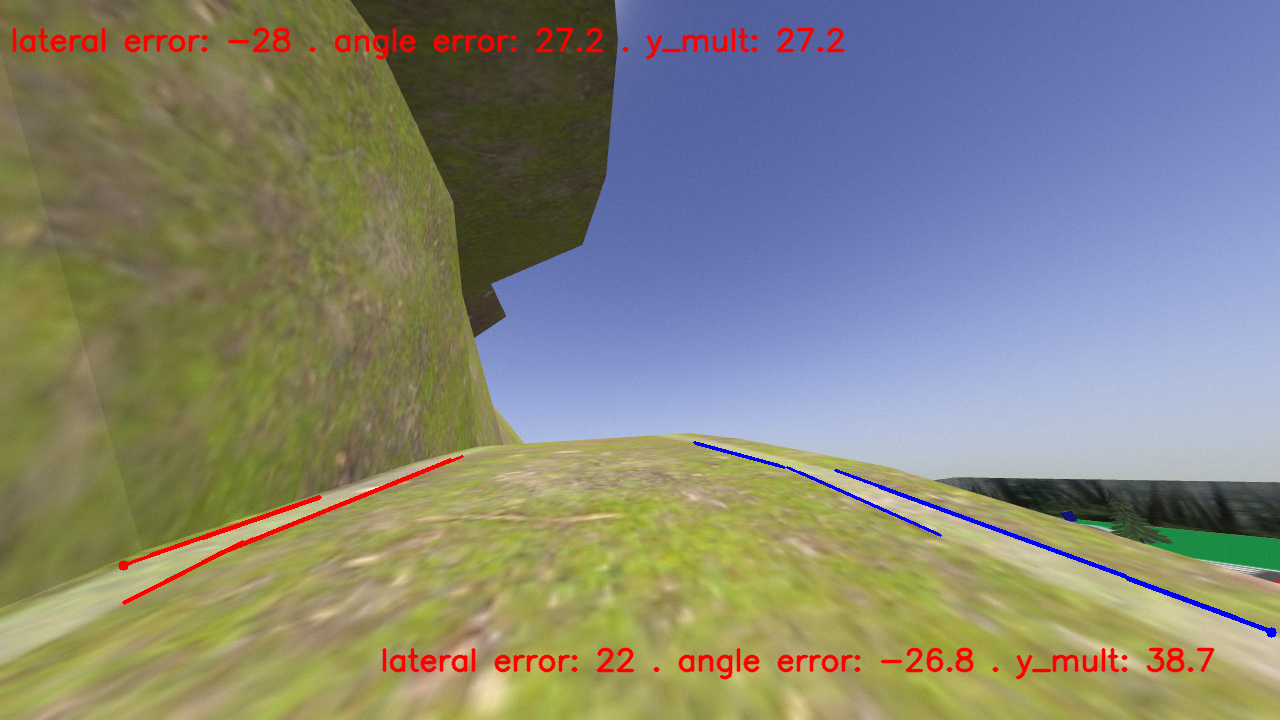 lateral error: -28 . angle error: 27.2 . y_mult: 27.2
lateral error: 22 . angle error: -26.8 . y_mult: 38.7